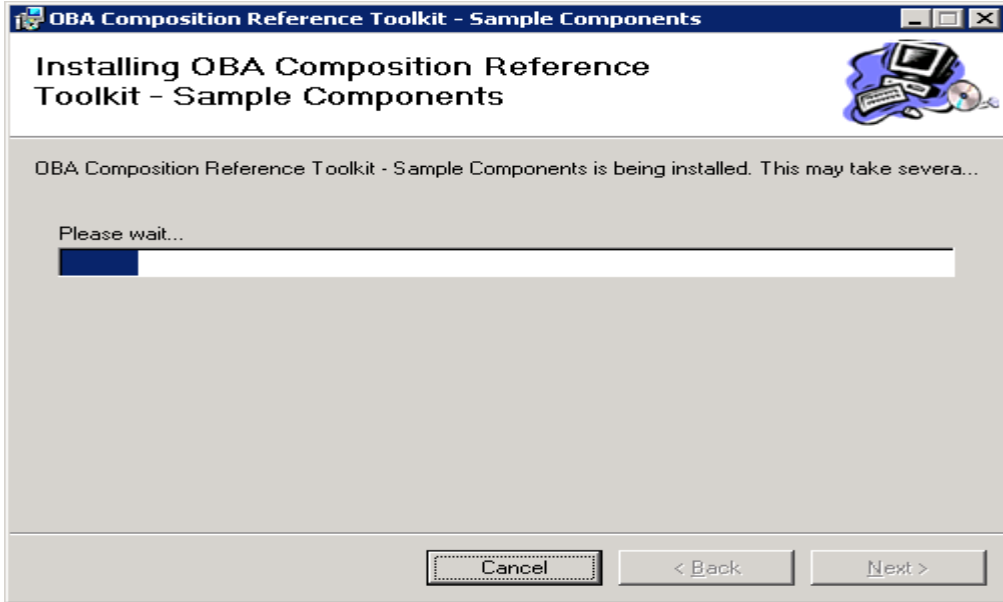 OBA Composition Reference Toolkit - Sample Components
Installing OBA Composition Reference
Toolkit - Sample Components
OBA Composition Reference Toolkit - Sample Components is being installed. This may take severa...
Please wait...
Cancel
< Back
Next >